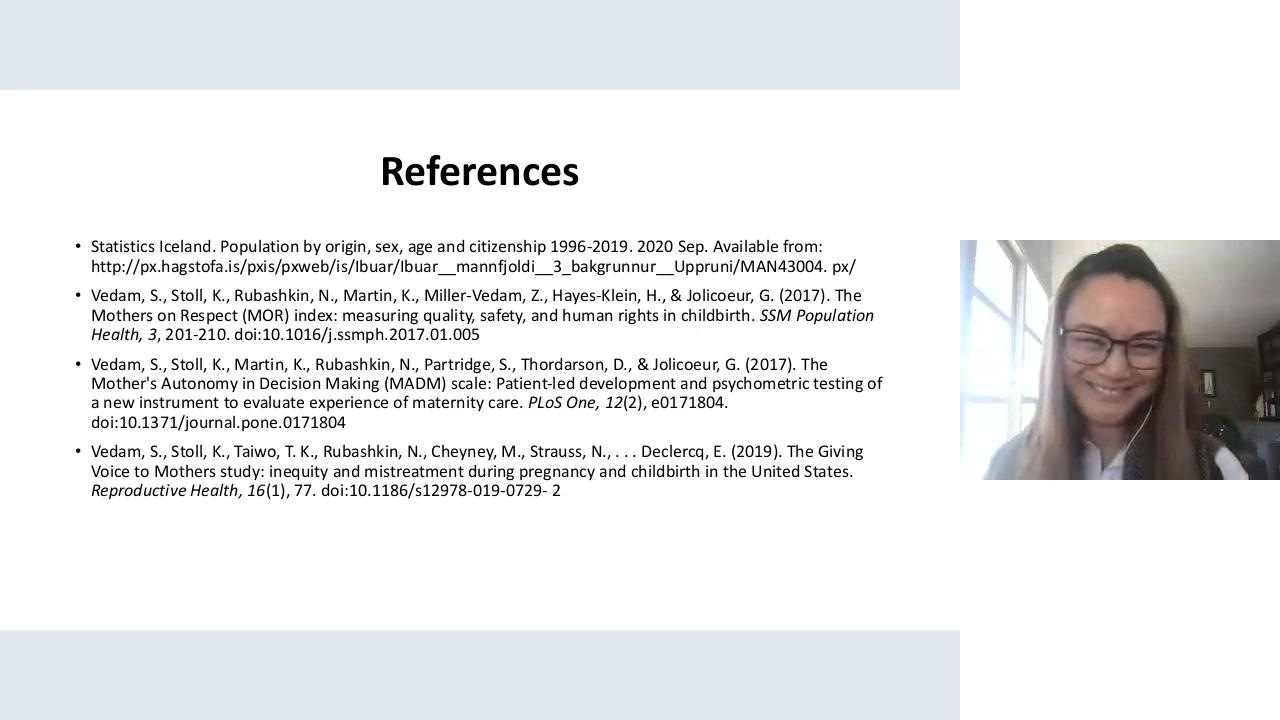 References
• Statistics Iceland. Population by origin, sex, age and citizenship 1996-2019. 2020 Sep. Available from:
http://px.hagstofa.is/pxis/pxweb/is/Ibuar/Ibuar__mannfjoldi__3_bakgrunnur__Uppruni/MAN43004. px/
• Vedam, S., Stoll, K., Rubashkin, N., Martin, K., Miller-Vedam, Z., Hayes-Klein, H., & Jolicoeur, G. (2017). The
Mothers on Respect (MOR) index: measuring quality, safety, and human rights in childbirth. SSM Population
Health, 3, 201-210. doi:10.1016/j.ssmph.2017.01.005
• Vedam, S., Stoll, K., Martin, K., Rubashkin, N., Partridge, S., Thordarson, D., & Jolicoeur, G. (2017). The
Mother's Autonomy in Decision Making (MADM) scale: Patient-led development and psychometric testing of
a new instrument to evaluate experience of maternity care. PLoS One, 12(2), e0171804.
doi:10.1371/journal.pone.0171804
• Vedam, S., Stoll, K., Taiwo, T. K., Rubashkin, N., Cheyney, M., Strauss, N., . . . Declercq, E. (2019). The Giving
Voice to Mothers study: inequity and mistreatment during pregnancy and childbirth in the United States.
Reproductive Health, 16(1), 77. doi:10.1186/s12978-019-0729- 2